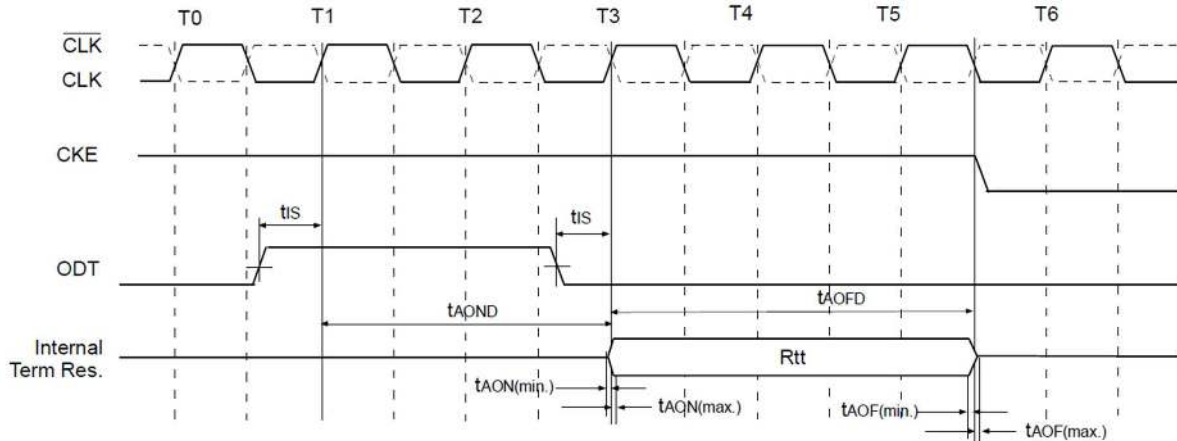 T0 T1 T2 T3 T4 T5 T6
CLK
CLK
CKE
tIS tIS
ODT
tAOND tAOFD
Internal
Term Res.
Rtt
tAON(min.) tAOF(min.)
tAON(max.) tAOF(max.)